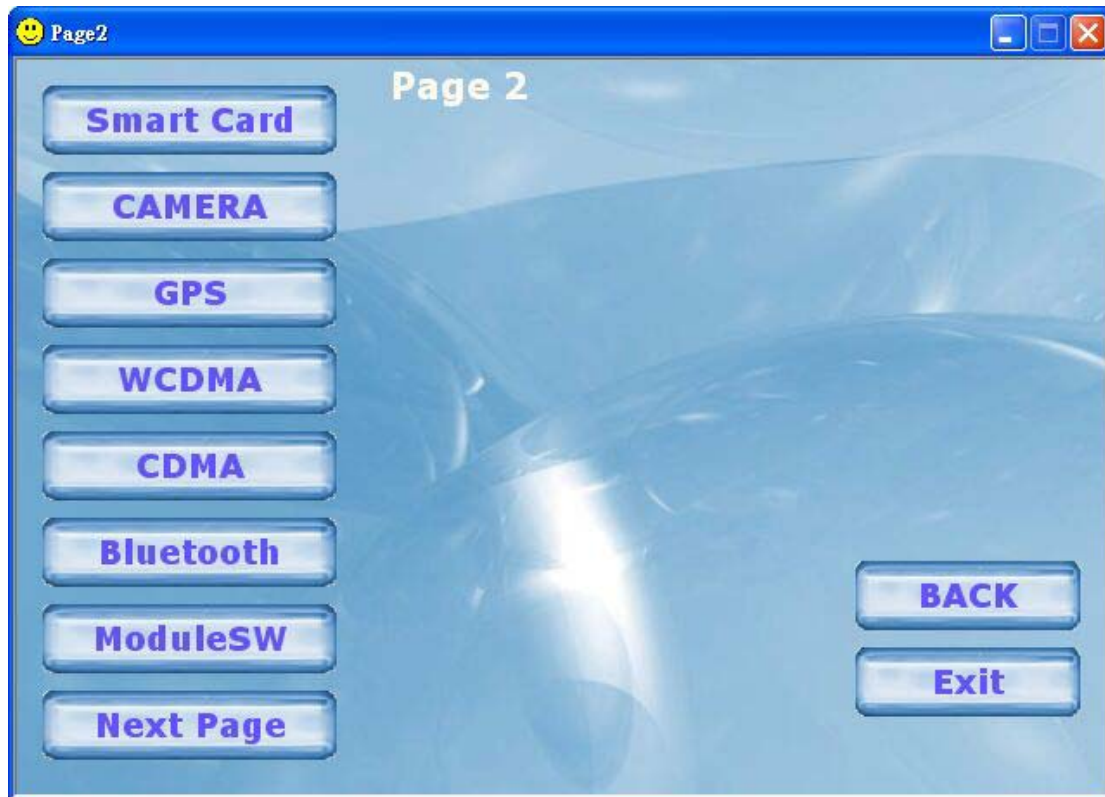 Page2
Page 2
Smart Card
CAMERA
GPS
WCDMA
CDMA
Bluetooth
ModuleSW
Next Page
BACK
Exit